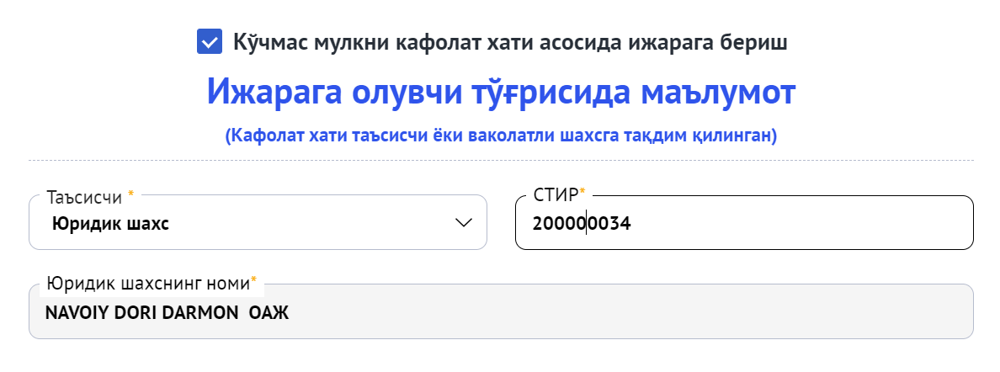 Кўчмас мулкни кафолат хати асосида ижарага бериш
Ижарага олувчи тўғрисида маълумот
(Кафолат хати таъсисчи ёки ваколатли шахсга тақдим қилинган)
Таъсисчи *
Юридик шахс
СТИР*
200000034
Юридик шахснинг номи*
NAVOIY DORI DARMON ОАЖ